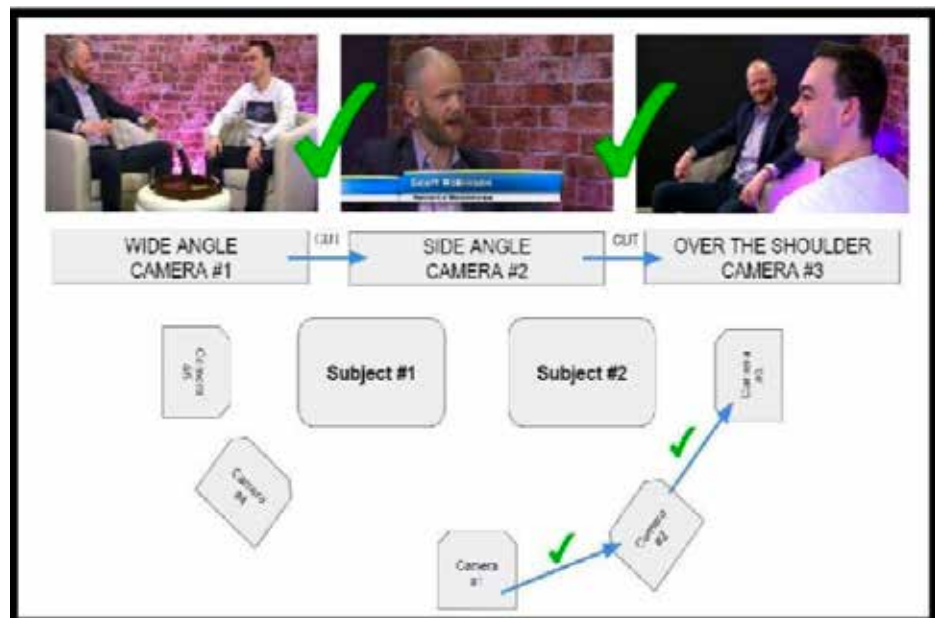 WIDE ANGLE
CAMERA #1
CUT
SIDE ANGLE
CAMERA #2
CUT
OVER THE SHOULDER
CAMERA #3
Camera
#5
Subject #1
Subject #2
Camera
#3
Camera
#4
Camera
#2
Camera
#1